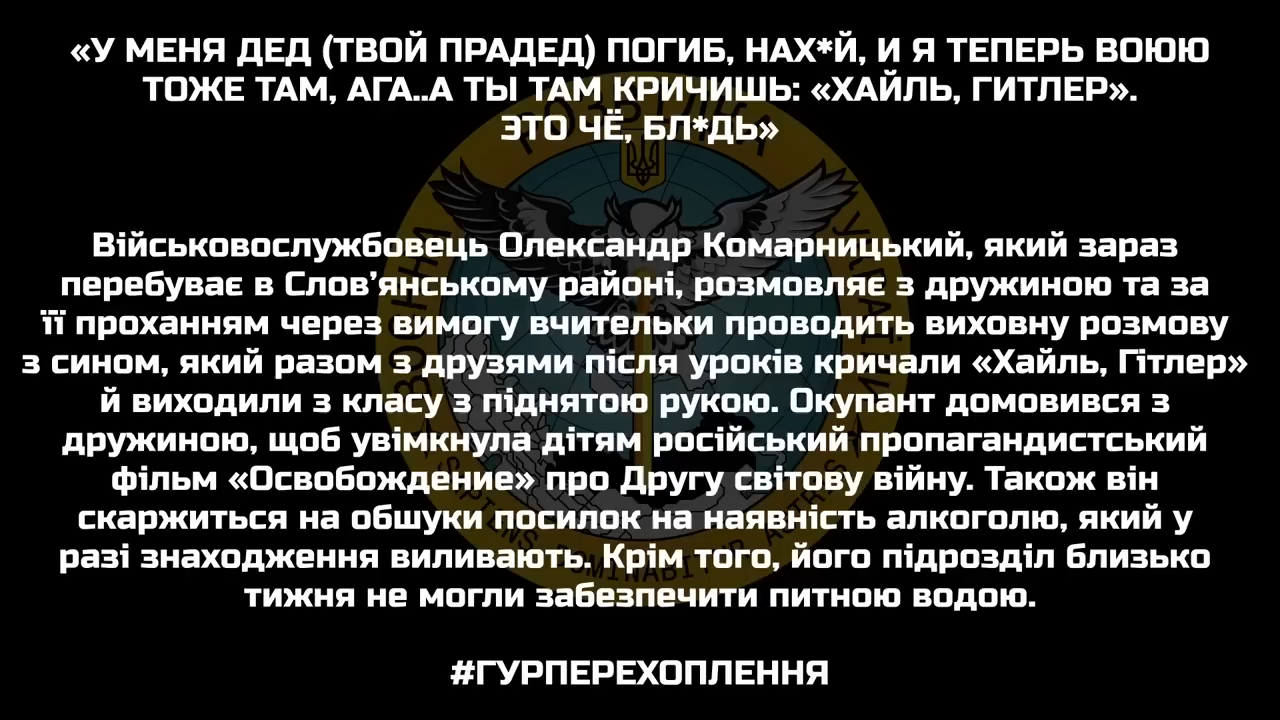 «У МЕНЯ ДЕД (ТВОЙ ПРАДЕД) ПОГИБ, НАХ*Й, И Я ТЕПЕРЬ ВОЮЮ
ТОЖЕ ТАМ, АГА..А ТЫ ТАМ КРИЧИШЬ: «ХАЙЛЬ, ГИТЛЕР».
ЭТО ЧЁ, БЛ*ДЬ»
Військовослужбовець Олександр Комарницький, який зараз
перебуває в Слов’янському районі, розмовляє з дружиною та за
її проханням через вимогу вчительки проводить виховну розмову
з сином, який разом з друзями після уроків кричали «Хайль, Гітлер»
й виходили з класу з піднятою рукою. Окупант домовився з
дружиною, щоб увімкнула дітям російський пропагандистський
фільм «Освобождение» про Другу світову війну. Також він
скаржиться на обшуки посилок на наявність алкоголю, який у
разі знаходження виливають. Крім того, його підрозділ близько
тижня не могли забезпечити питною водою.
#ГУРПЕРЕХОПЛЕННЯ